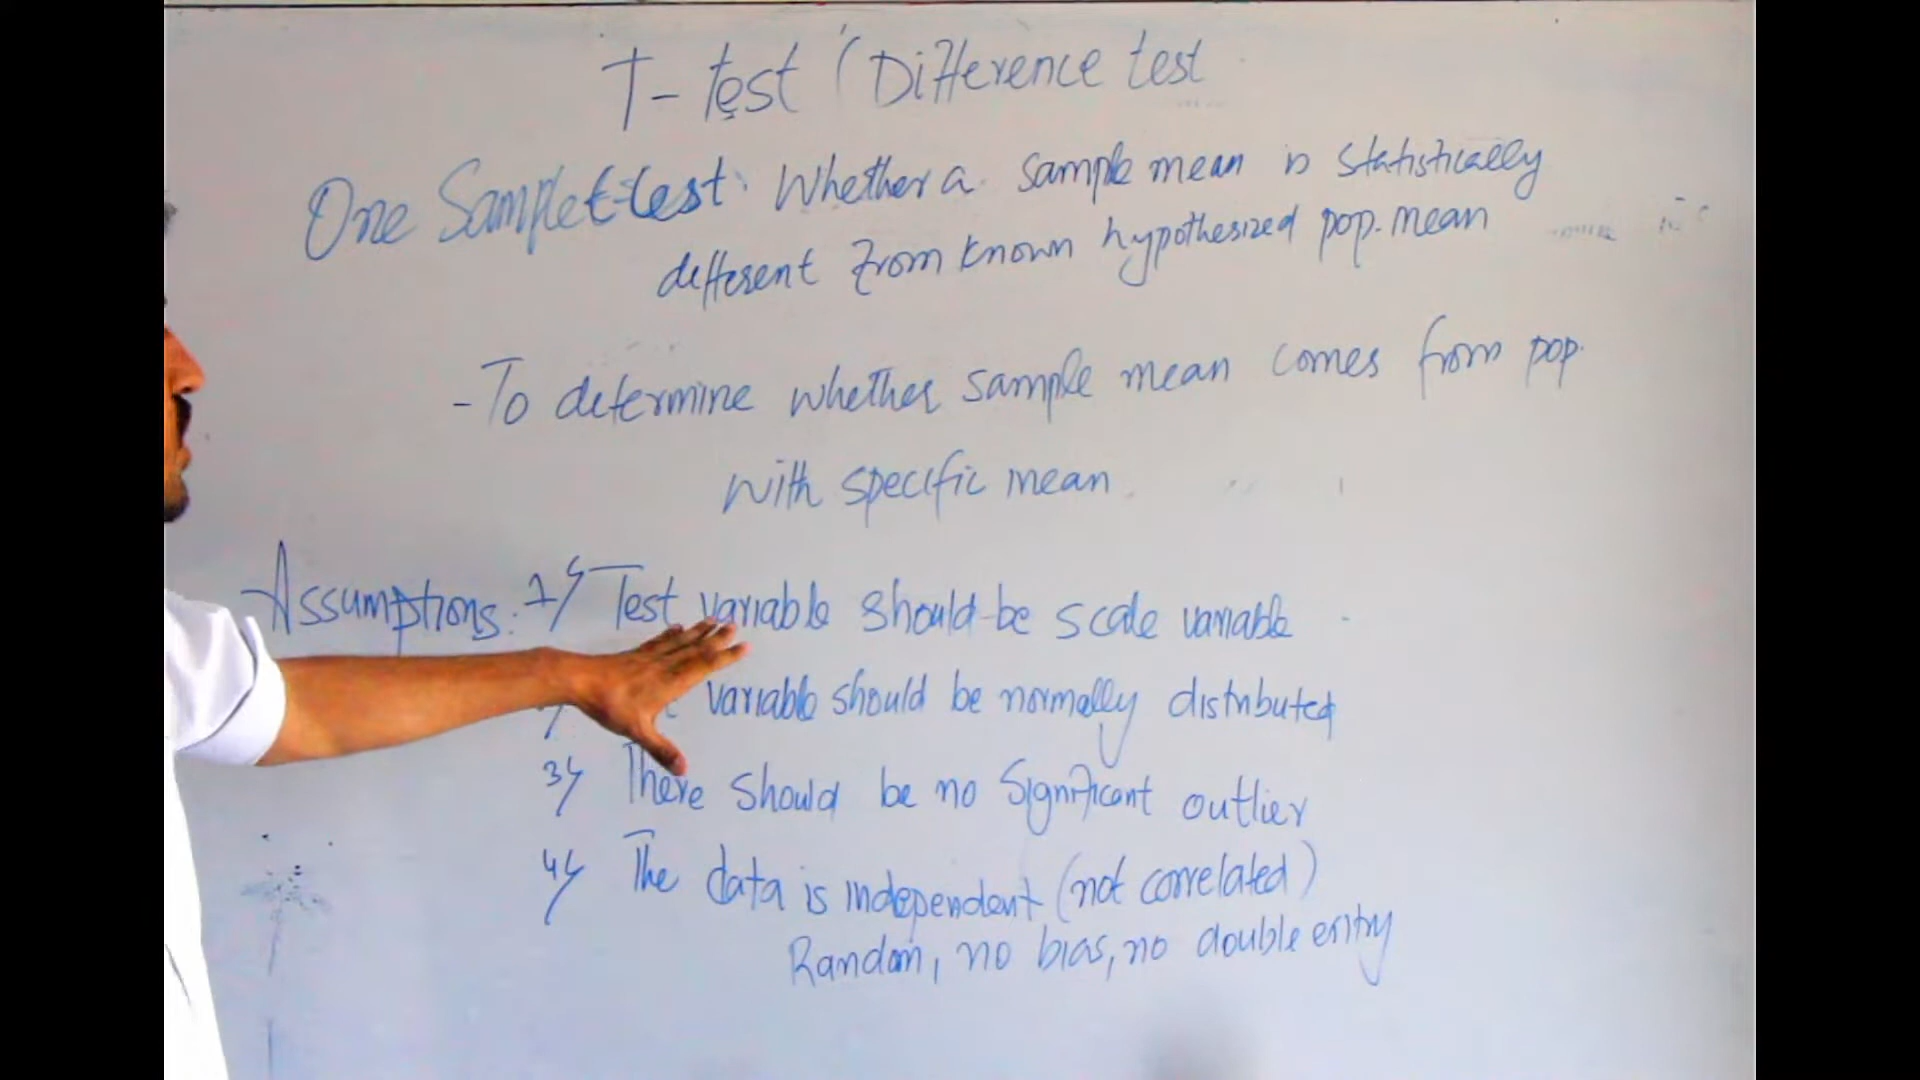 T-test (Difference test
One Sample t-test: Whether a sample mean is statistically
different from known hypothesized pop. mean
- To determine whether sample mean comes from pop.
with specific mean.
Assumptions: 1) Test variable should be scale variable
variable should be normally distributed
3) There should be no significant outlier
4) The data is independent (not correlated)
Random, no bias, no double entry